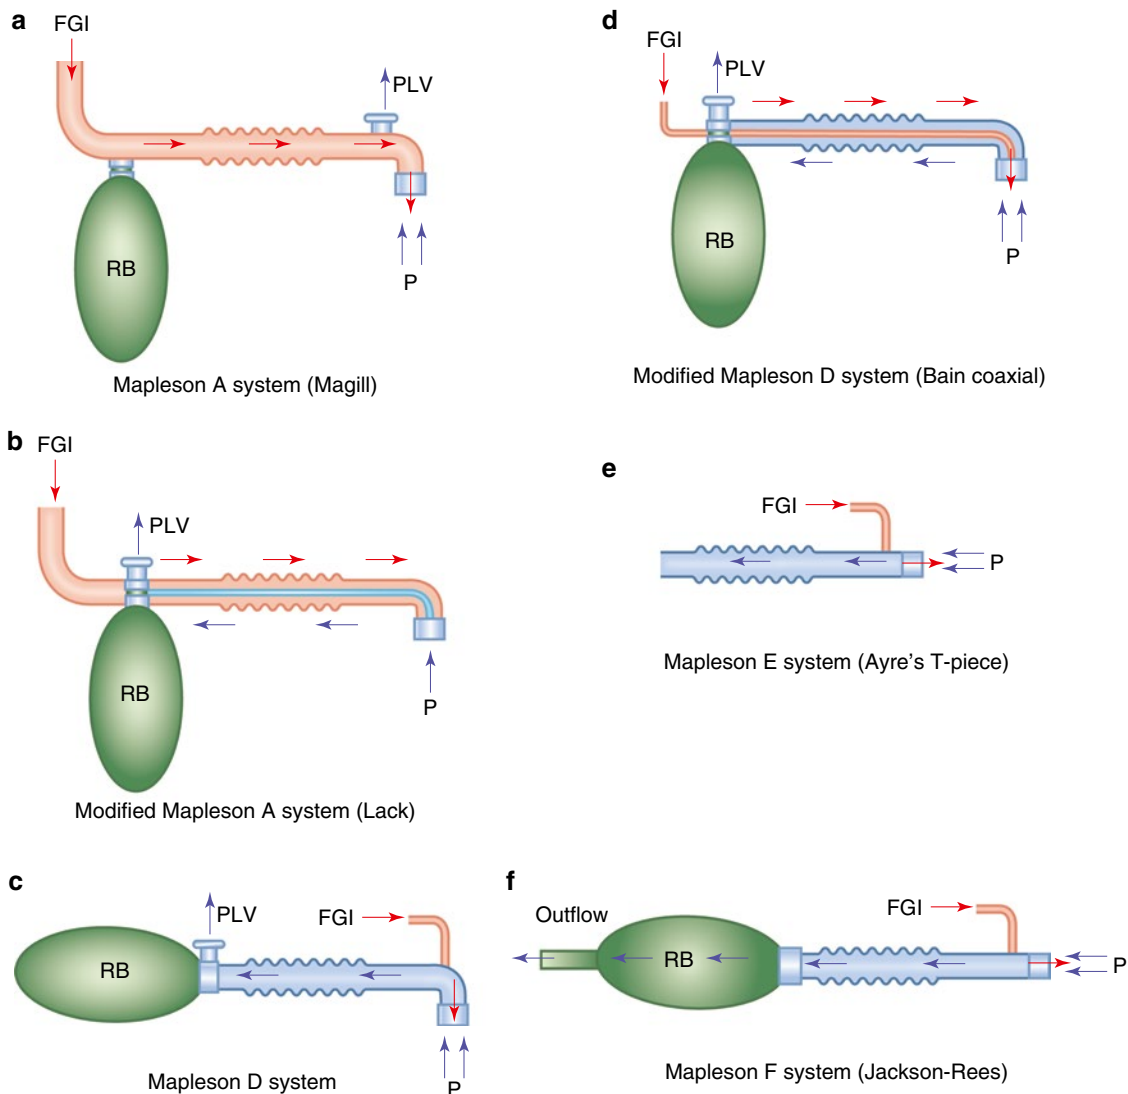 a
FGI
PLV
RB
P
Mapleson A system (Magill)
b
FGI
PLV
RB
P
Modified Mapleson A system (Lack)
c
PLV
FGI
RB
P
Mapleson D system
d
FGI
PLV
RB
P
Modified Mapleson D system (Bain coaxial)
e
FGI
P
Mapleson E system (Ayre's T-piece)
f
Outflow
FGI
RB
P
Mapleson F system (Jackson-Rees)